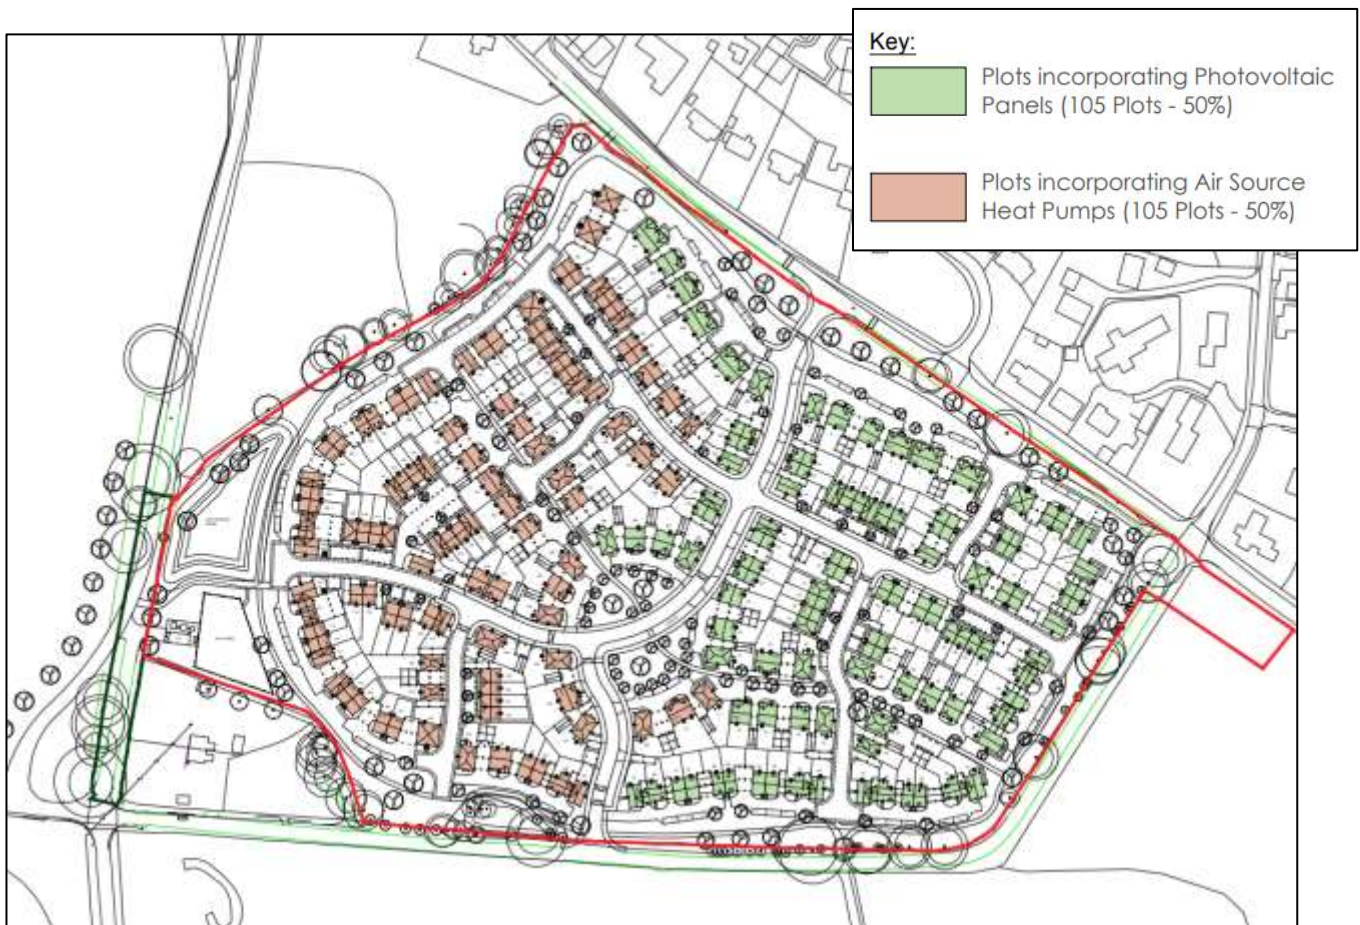 Key:
Plots incorporating Photovoltaic
Panels (105 Plots - 50%)
Plots incorporating Air Source
Heat Pumps (105 Plots - 50%)